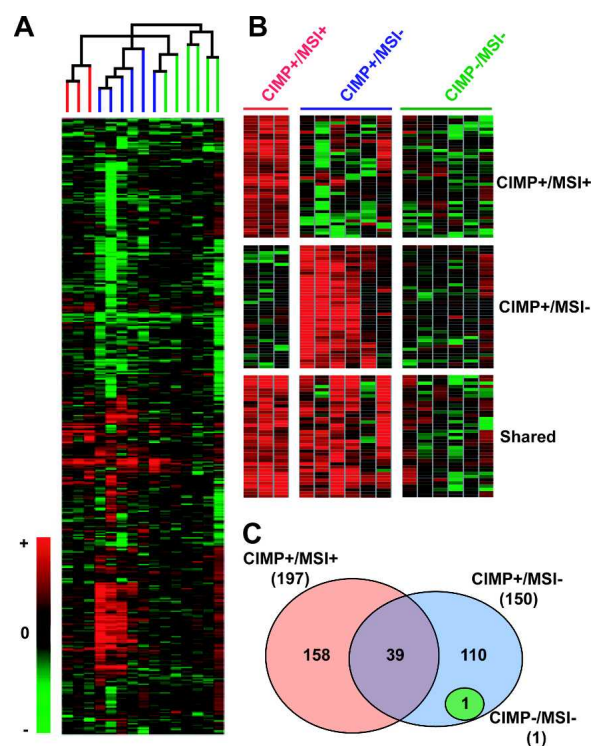 A
B
CIMP+/MSI+
CIMP+/MSI-
CIMP-/MSI-
CIMP+/MSI+
CIMP+/MSI-
Shared
+
0
-
C
CIMP+/MSI+
(197)
CIMP+/MSI-
(150)
158
39
110
1
CIMP-/MSI-
(1)